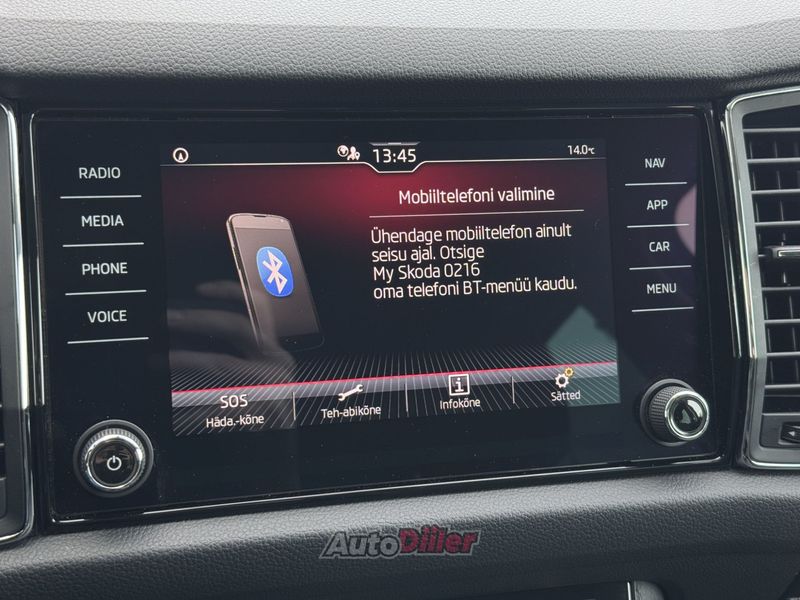 RADIO
MEDIA
PHONE
VOICE
13:45
14.0°C
Mobiiltelefoni valimine
Ühendage mobiiltelefon ainult
seisu ajal. Otsige
My Skoda 0216
oma telefoni BT-menüü kaudu.
SOS
Häda.-kõne
Teh-abikõne
Infokõne
Sätted
NAV
APP
CAR
MENU
AutoDiller